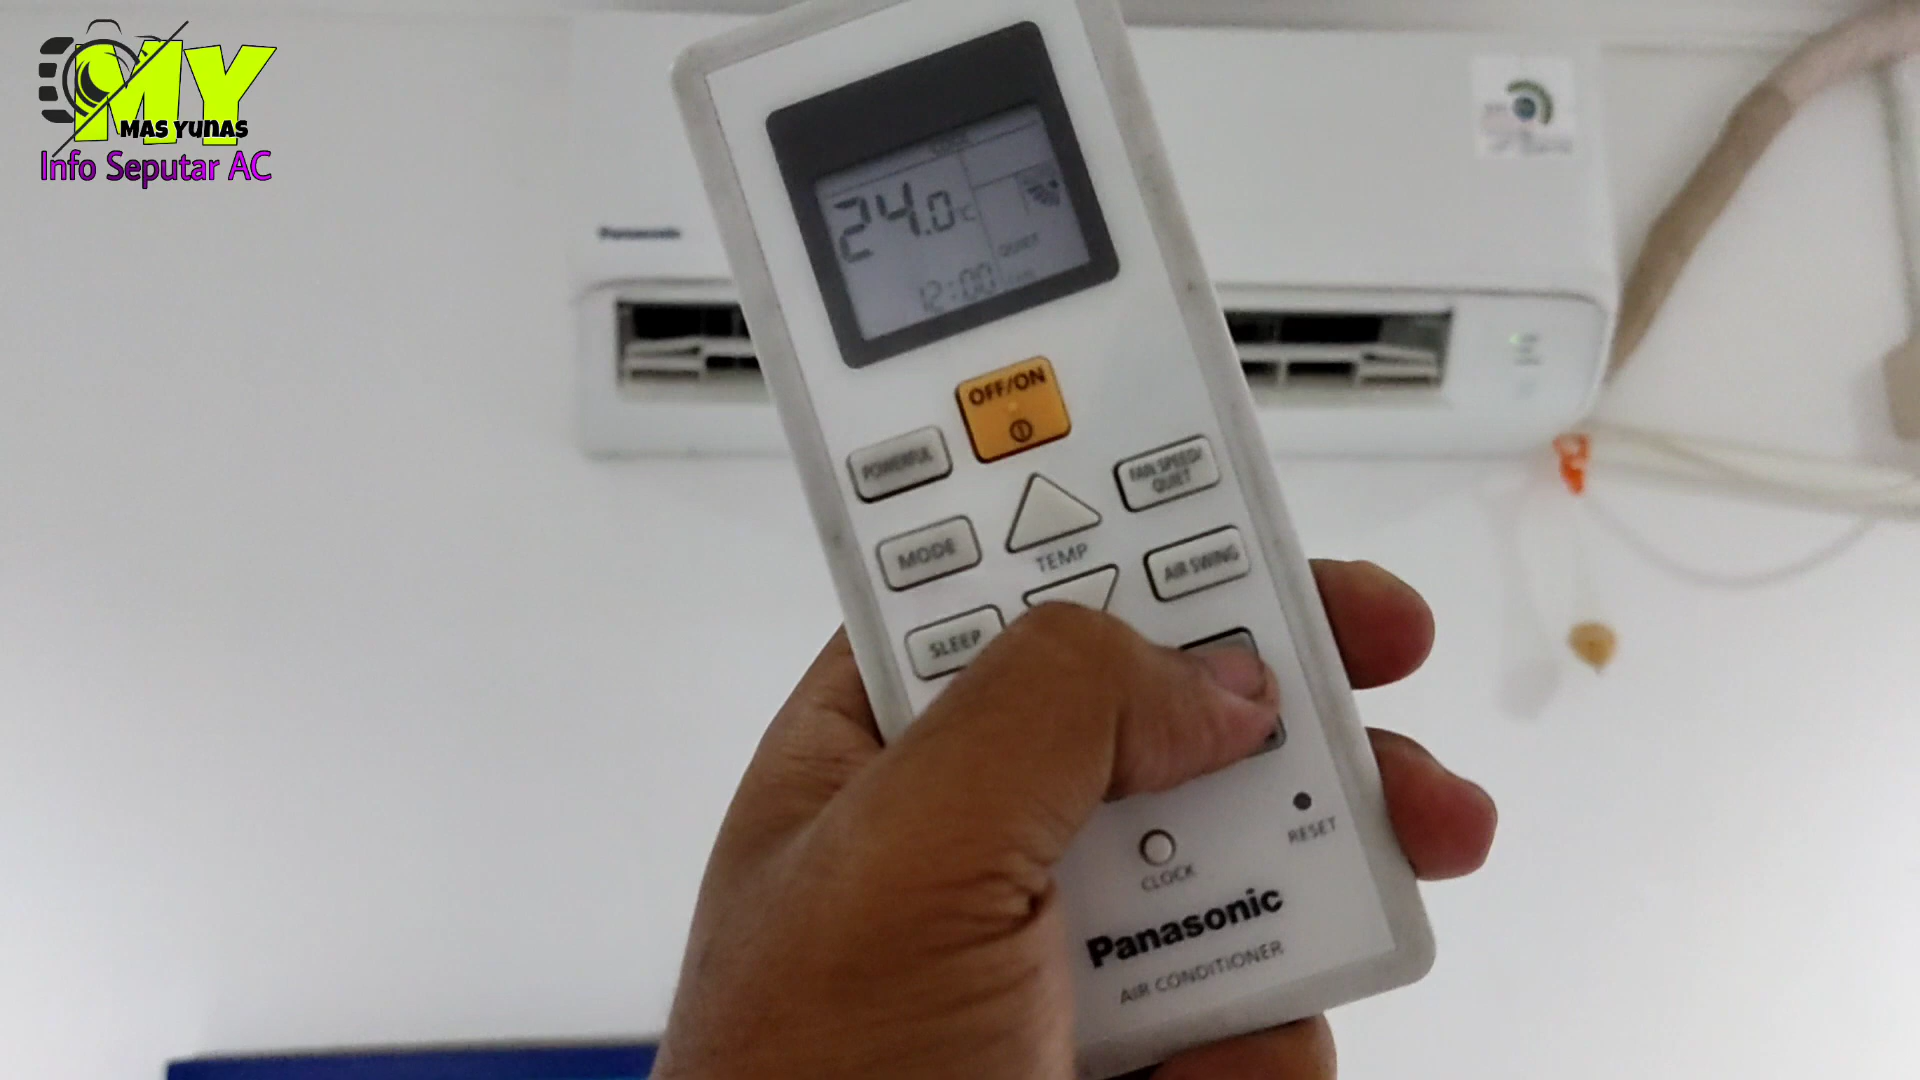 MY
MAS YUNAS
Info Seputar AC
Panasonic
24.0°C
QUIET
12:00
OFF/ON
POWERFUL
FAN SPEED/
QUIET
MODE
TEMP
AIR SWING
SLEEP
RESET
CLOCK
Panasonic
AIR CONDITIONER